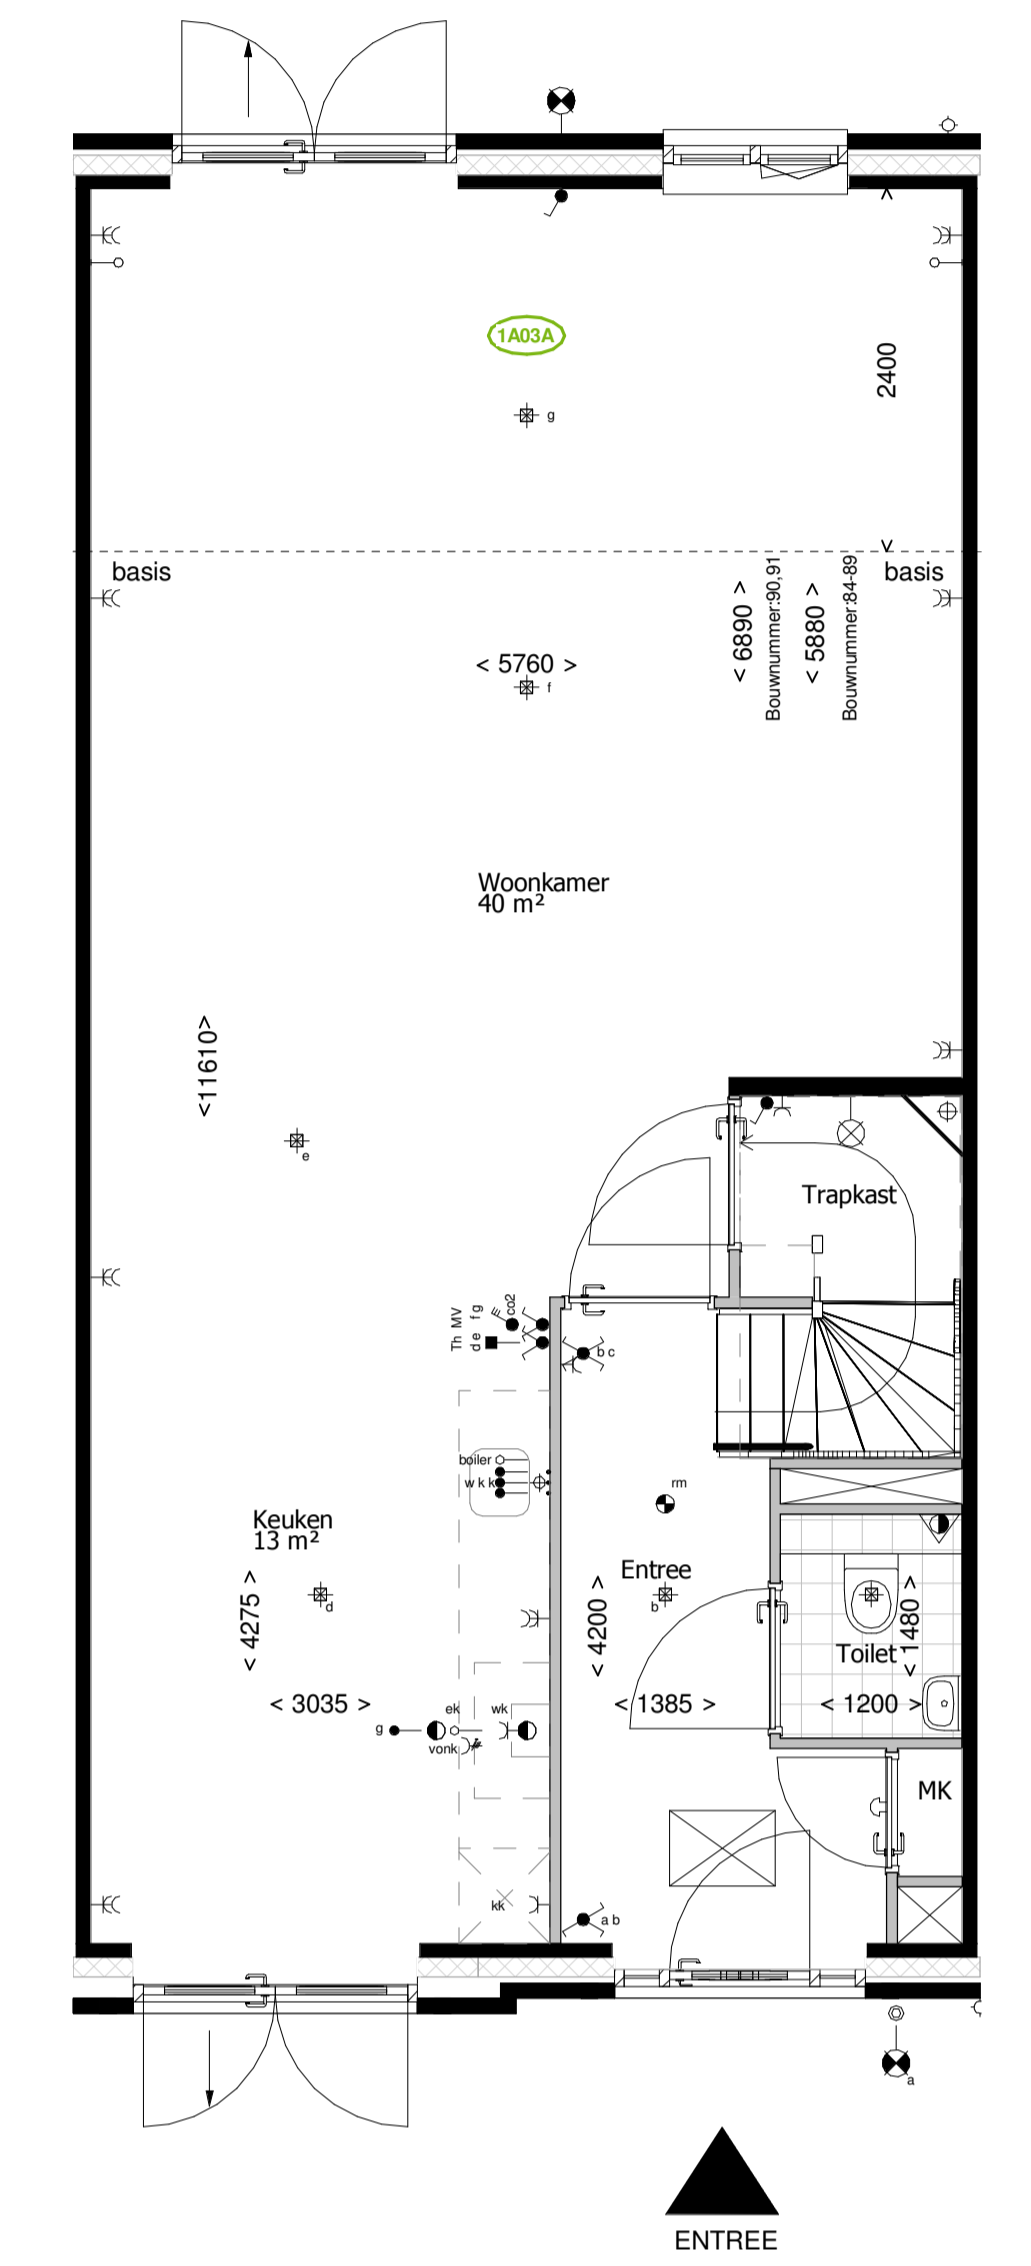 1A03A
g
2400
basis
basis
< 6890 >
Bouwnummer:90,91
< 5880 >
Bouwnummer:84-89
< 5760 >
f
Woonkamer
40 m²
<11610>
e
Trapkast
Th MV
d e f g
co2
b c
boiler
w k k
rm
Keuken
13 m²
Entree
b
d
< 4275 >
< 4200 >
< 1480 >
Toilet
< 3035 >
< 1385 >
< 1200 >
g
ek
wk
vonk
MK
kk
a b
a
ENTREE